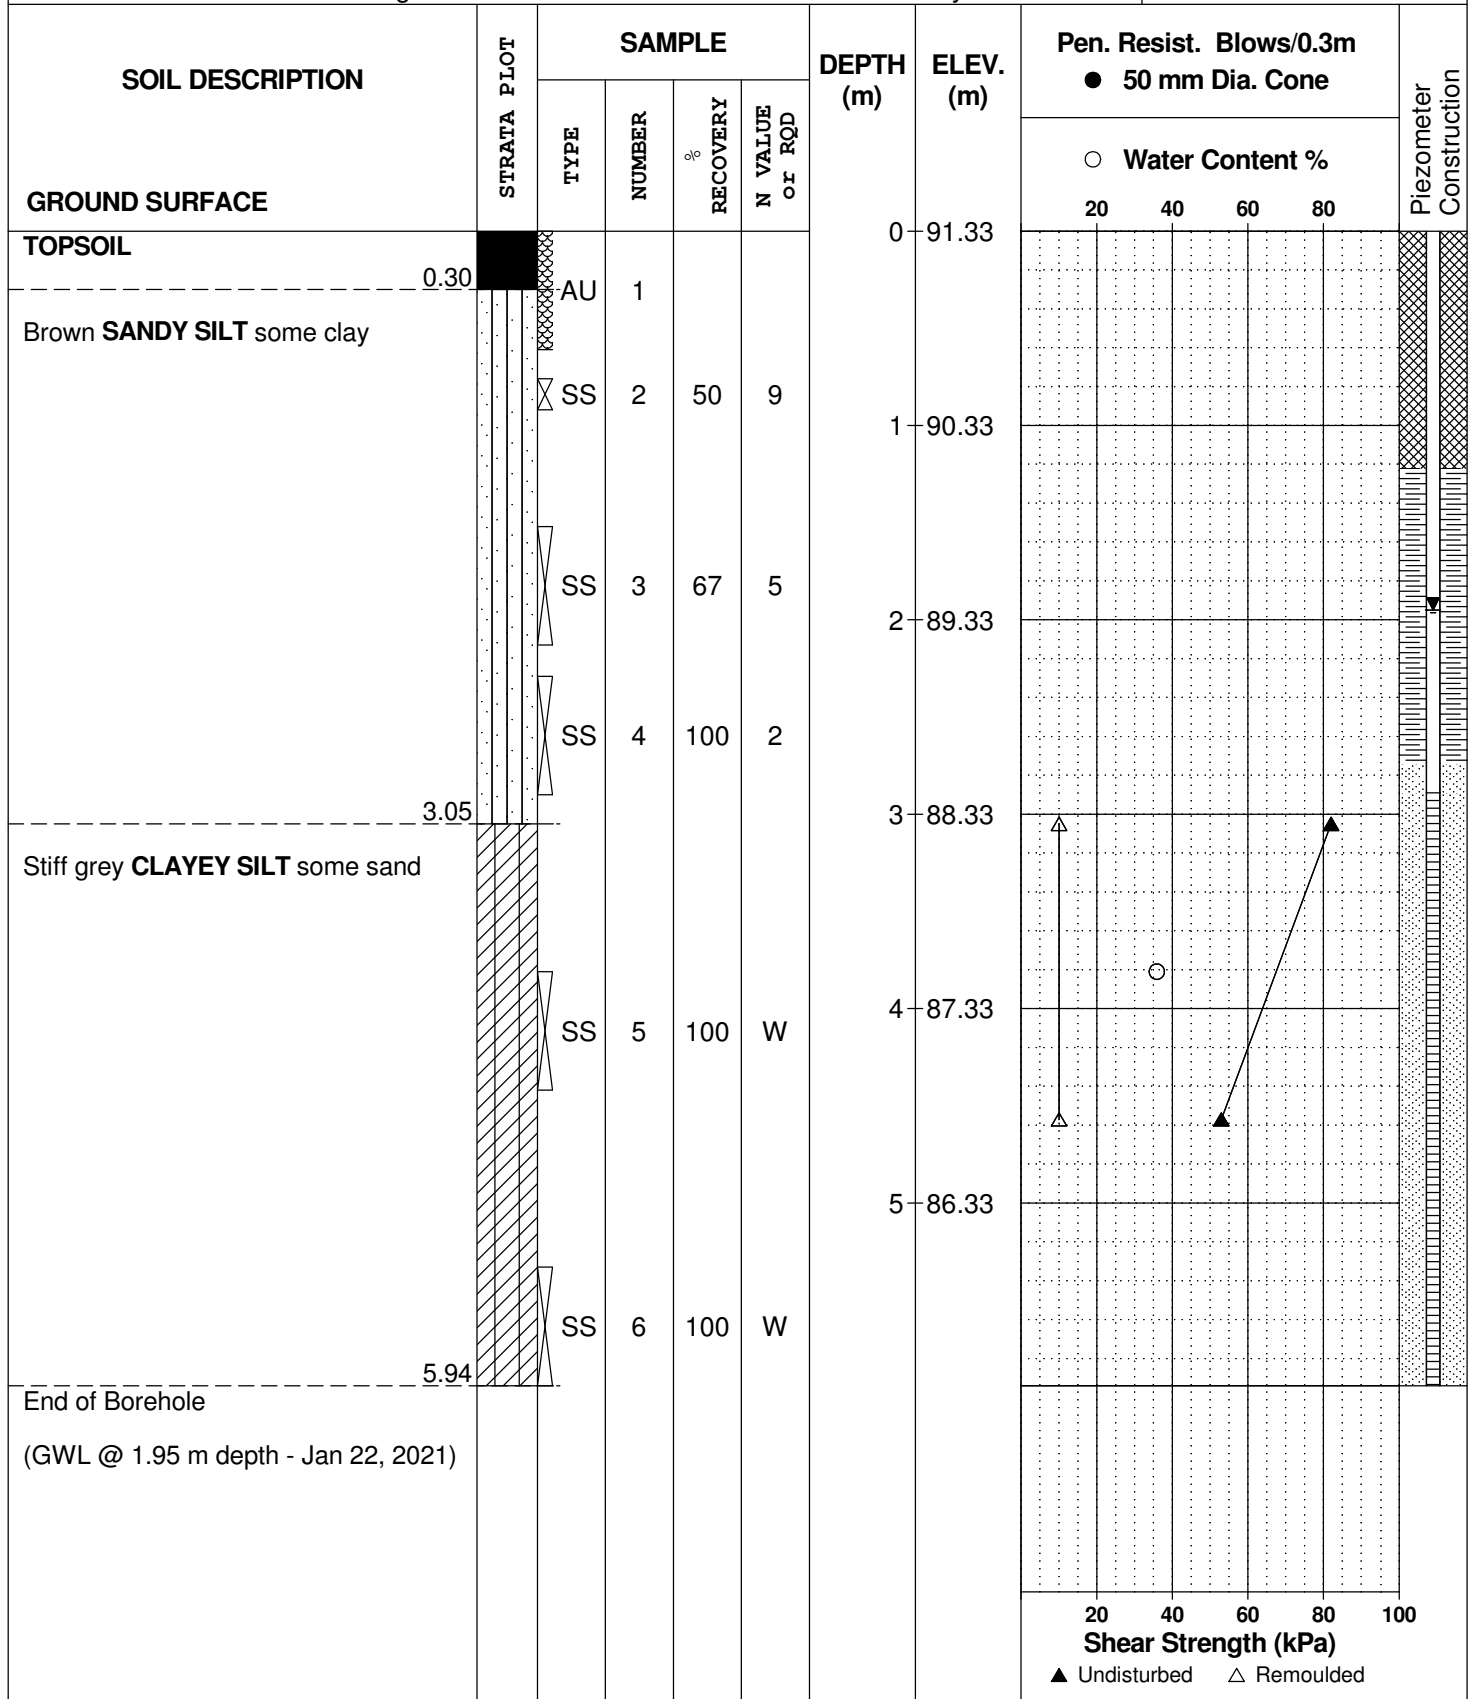 SOIL DESCRIPTION
GROUND SURFACE
STRATA PLOT
SAMPLE
TYPE
NUMBER
%
RECOVERY
N VALUE
or RQD
DEPTH
(m)
ELEV.
(m)
Pen. Resist. Blows/0.3m
● 50 mm Dia. Cone
○ Water Content %
20 40 60 80
Piezometer
Construction
0 91.33
TOPSOIL
0.30
AU 1
Brown SANDY SILT some clay
SS 2 50 9
1 90.33
SS 3 67 5
2 89.33
SS 4 100 2
3.05
3 88.33
Stiff grey CLAYEY SILT some sand
4 87.33
SS 5 100 W
5 86.33
SS 6 100 W
5.94
End of Borehole
(GWL @ 1.95 m depth - Jan 22, 2021)
20 40 60 80 100
Shear Strength (kPa)
▲ Undisturbed △ Remoulded